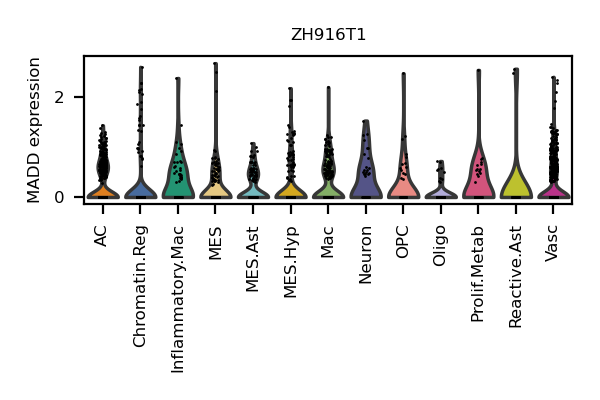 ZH916T1
MADD expression
2
0
AC
Chromatin.Reg
Inflammatory.Mac
MES
MES.Ast
MES.Hyp
Mac
Neuron
OPC
Oligo
Prolif.Metab
Reactive.Ast
Vasc